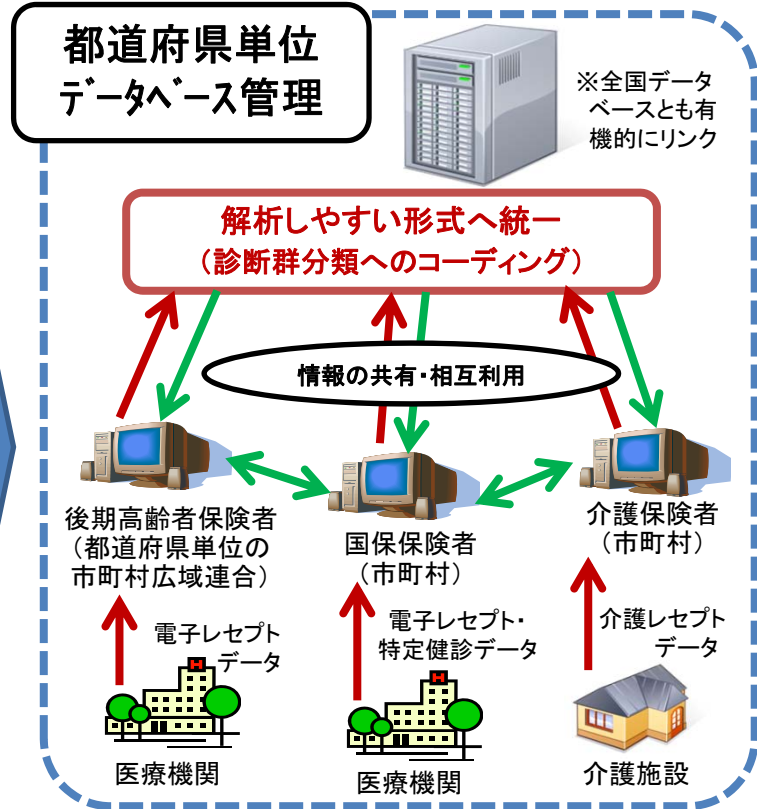 都道府県単位
データベース管理
※全国データ
ベースとも有
機的にリンク
解析しやすい形式へ統一
（診断群分類へのコーディング）
情報の共有・相互利用
後期高齢者保険者
（都道府県単位の
市町村広域連合）
国保保険者
（市町村）
介護保険者
（市町村）
電子レセプト
データ
電子レセプト・
特定健診データ
介護レセプト
データ
H
医療機関
H
医療機関
介護施設